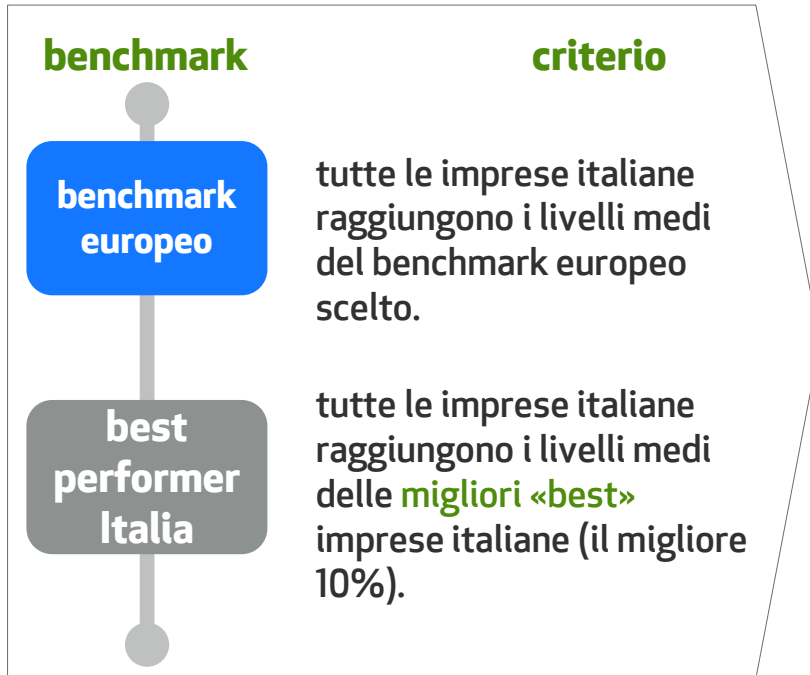 benchmark criterio
benchmark
europeo
tutte le imprese italiane
raggiungono i livelli medi
del benchmark europeo
scelto.
best
performer
Italia
tutte le imprese italiane
raggiungono i livelli medi
delle migliori «best»
imprese italiane (il migliore
10%).